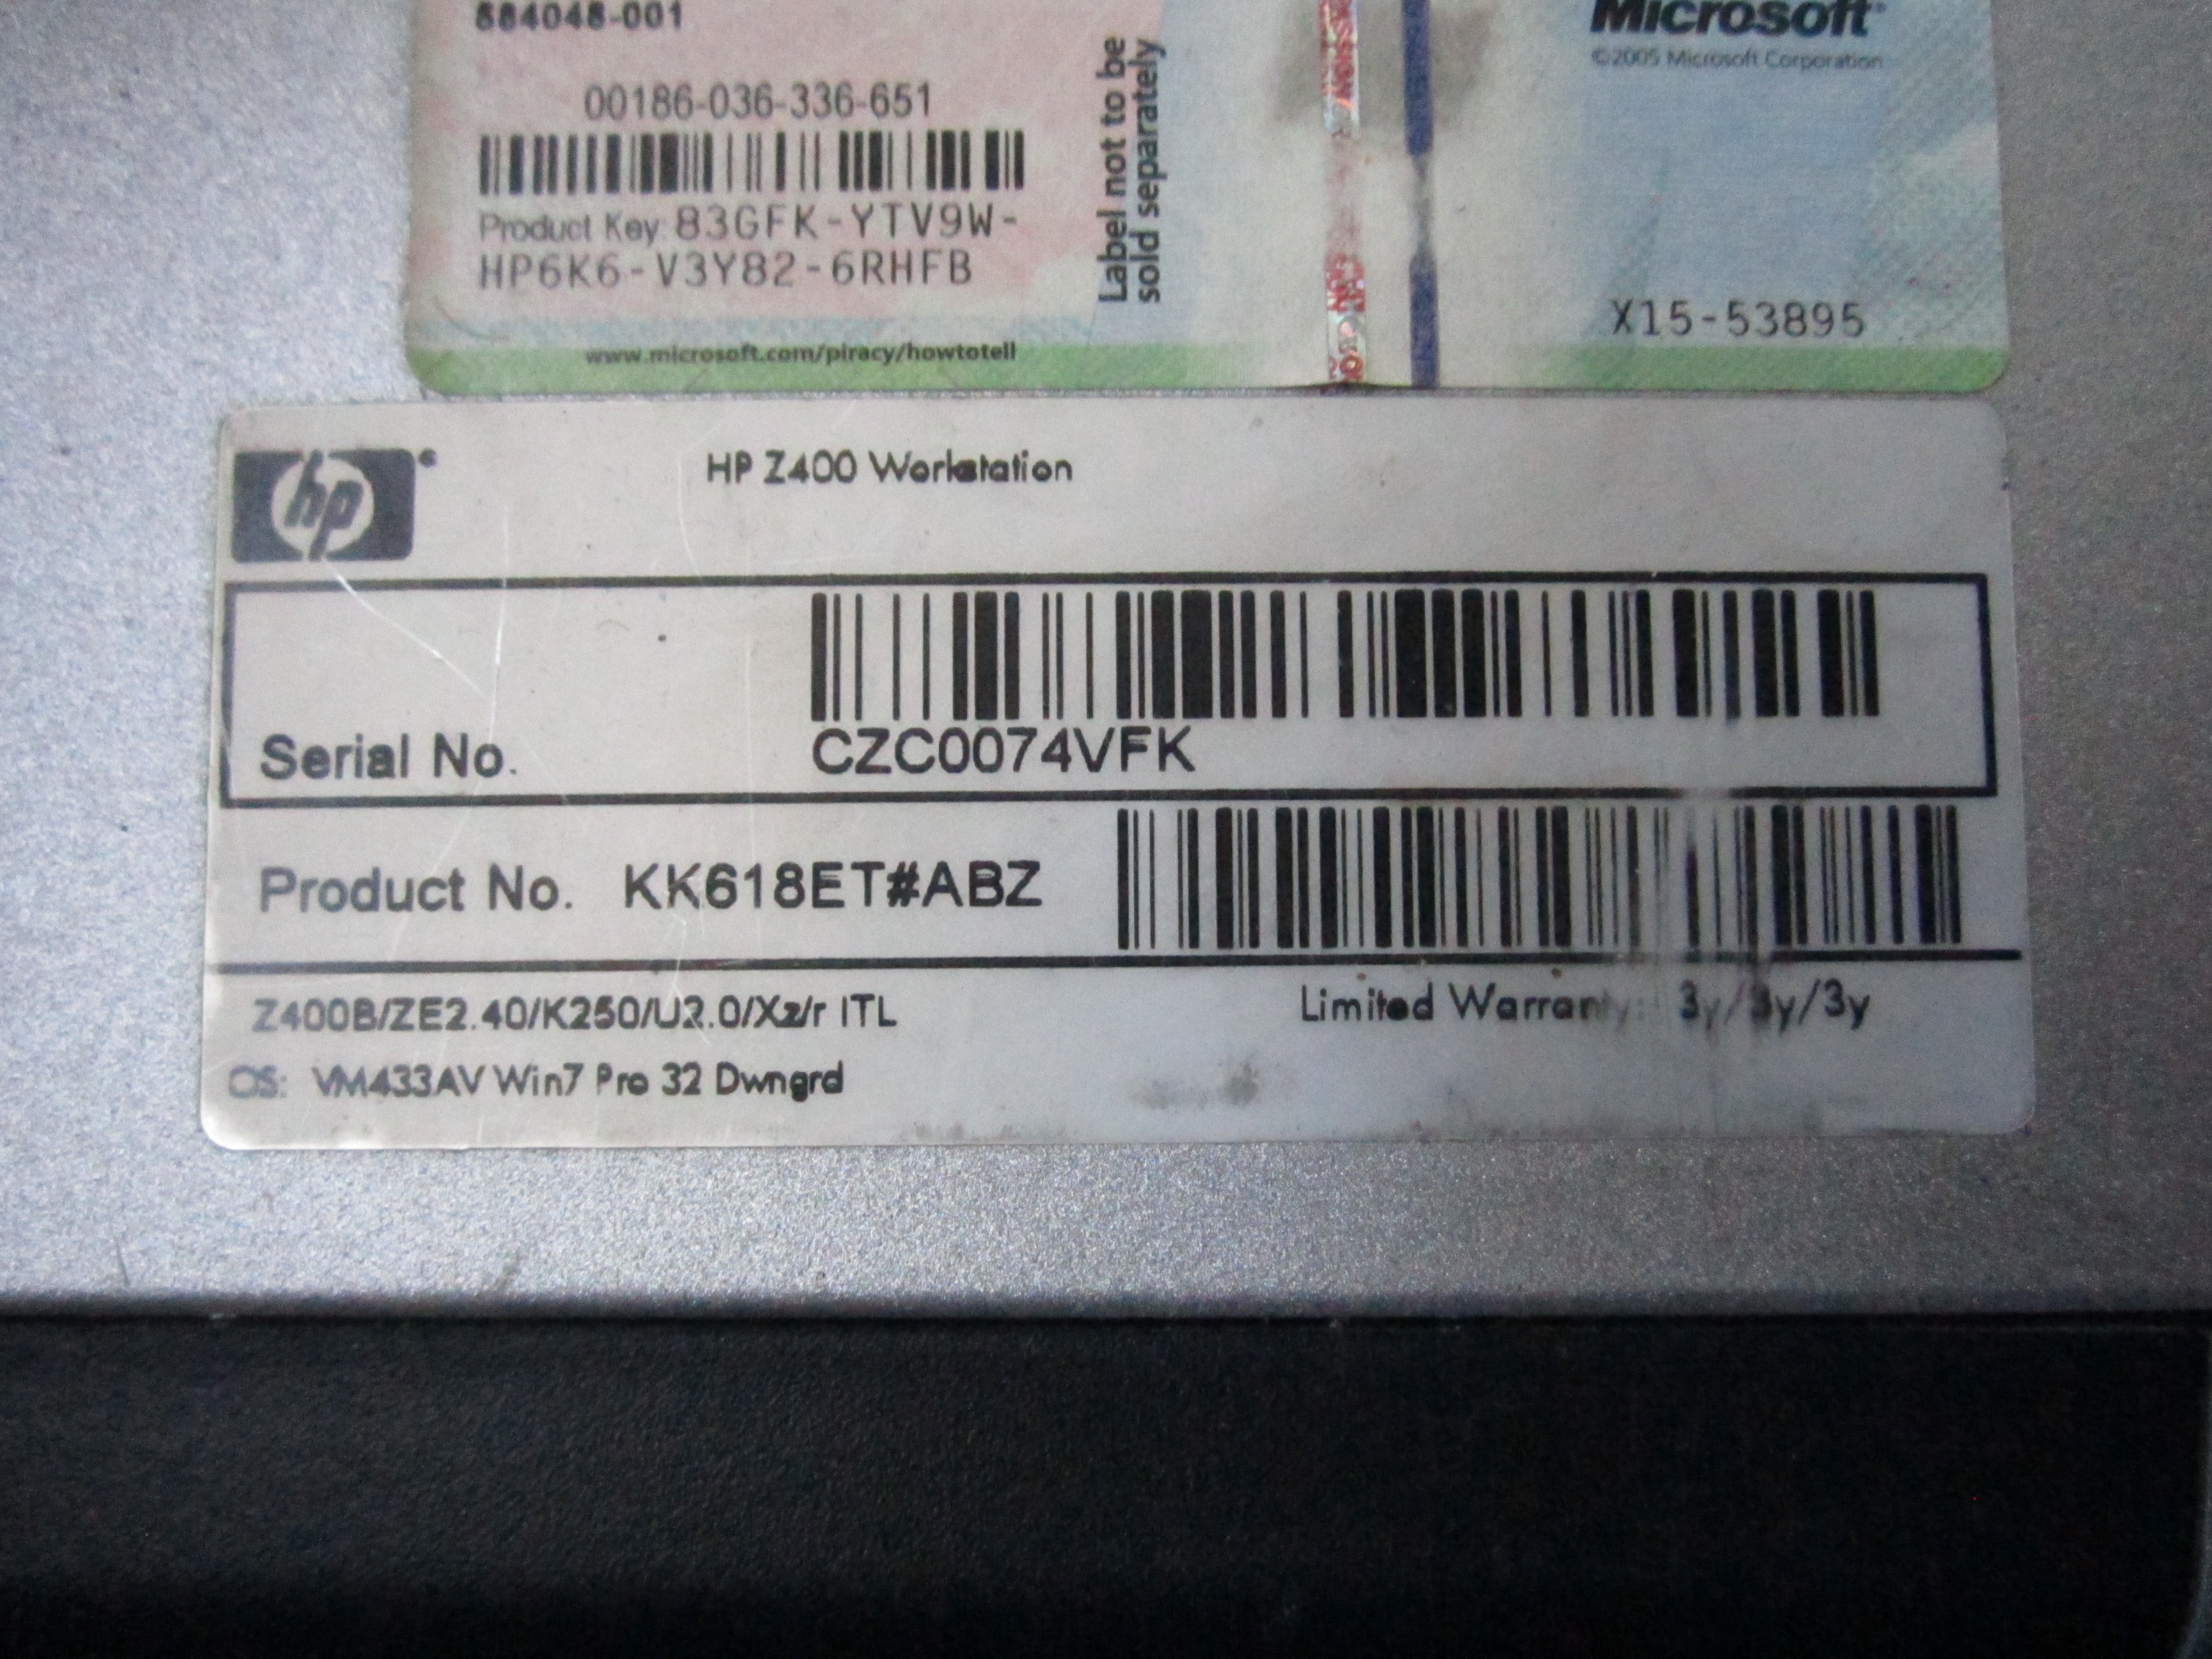 00186-036-336-651
Product Key: 83GFK-YTV9W-
HP6K6-V3Y82-6RHFB
www.microsoft.com/piracy/howtotell
Label not to be
sold separately
Microsoft
©2005 Microsoft Corporation
X15-53895
hp
HP Z400 Workstation
Serial No. CZC0074VFK
Product No. KK618ET#ABZ
Z400B/ZE2.40/K250/U2.0/Xz/r ITL
Limited Warranty: 3y/3y/3y
OS: VM433AV Win7 Pro 32 Dwngrd